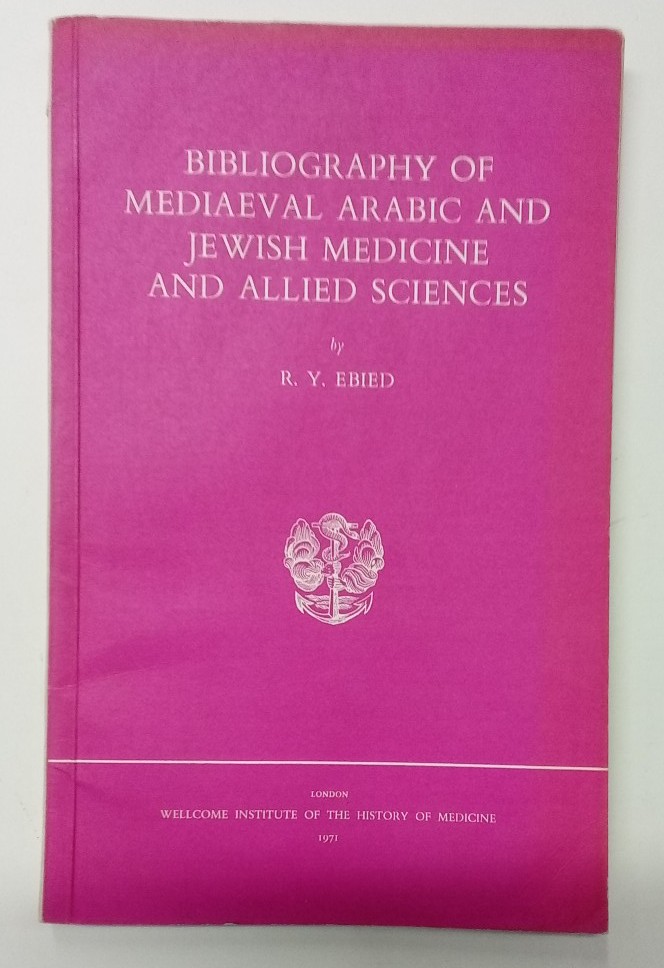 BIBLIOGRAPHY OF
MEDIAEVAL ARABIC AND
JEWISH MEDICINE
AND ALLIED SCIENCES
by
R. Y. EBIED
LONDON
WELLCOME INSTITUTE OF THE HISTORY OF MEDICINE
1971